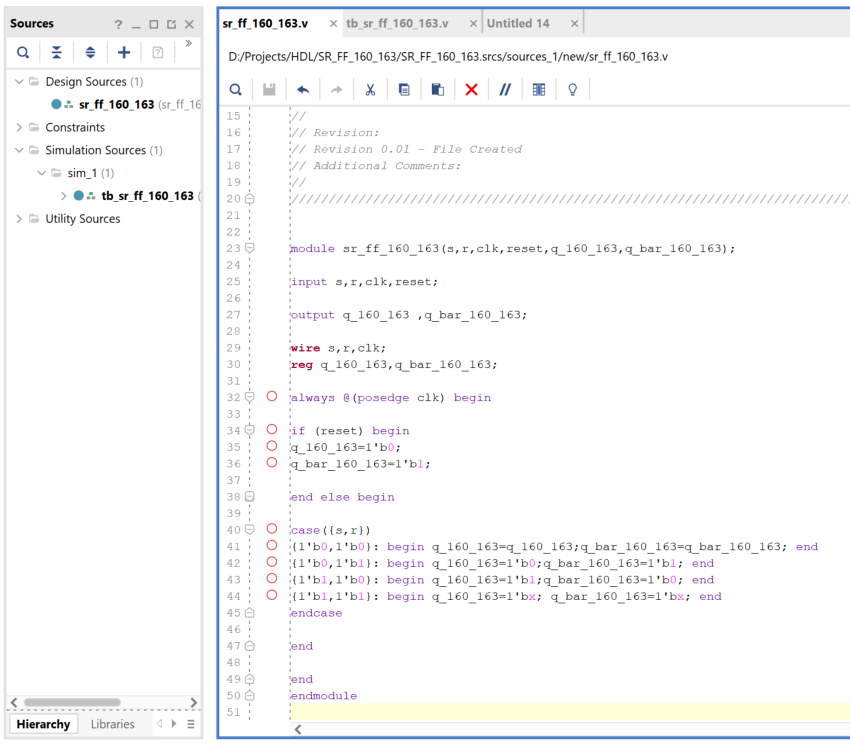 Sources
Design Sources (1)
sr_ff_160_163 (sr_ff_16
Constraints
Simulation Sources (1)
sim_1 (1)
tb_sr_ff_160_163 (
Utility Sources
Hierarchy Libraries
sr_ff_160_163.v × tb_sr_ff_160_163.v × Untitled 14 ×
D:/Projects/HDL/SR_FF_160_163/SR_FF_160_163.srcs/sources_1/new/sr_ff_160_163.v
15 //
16 // Revision:
17 // Revision 0.01 - File Created
18 // Additional Comments:
19 //
20 //////////////////////////////////////////////////////////////////////////////
21
22
23 module sr_ff_160_163(s,r,clk,reset,q_160_163,q_bar_160_163);
24
25 input s,r,clk,reset;
26
27 output q_160_163 ,q_bar_160_163;
28
29 wire s,r,clk;
30 reg q_160_163,q_bar_160_163;
31
32 always @(posedge clk) begin
33
34 if (reset) begin
35 q_160_163=1'b0;
36 q_bar_160_163=1'b1;
37
38 end else begin
39
40 case({s,r})
41 {1'b0,1'b0}: begin q_160_163=q_160_163;q_bar_160_163=q_bar_160_163; end
42 {1'b0,1'b1}: begin q_160_163=1'b0;q_bar_160_163=1'b1; end
43 {1'b1,1'b0}: begin q_160_163=1'b1;q_bar_160_163=1'b0; end
44 {1'b1,1'b1}: begin q_160_163=1'bx; q_bar_160_163=1'bx; end
45 endcase
46
47 end
48
49 end
50 endmodule
51